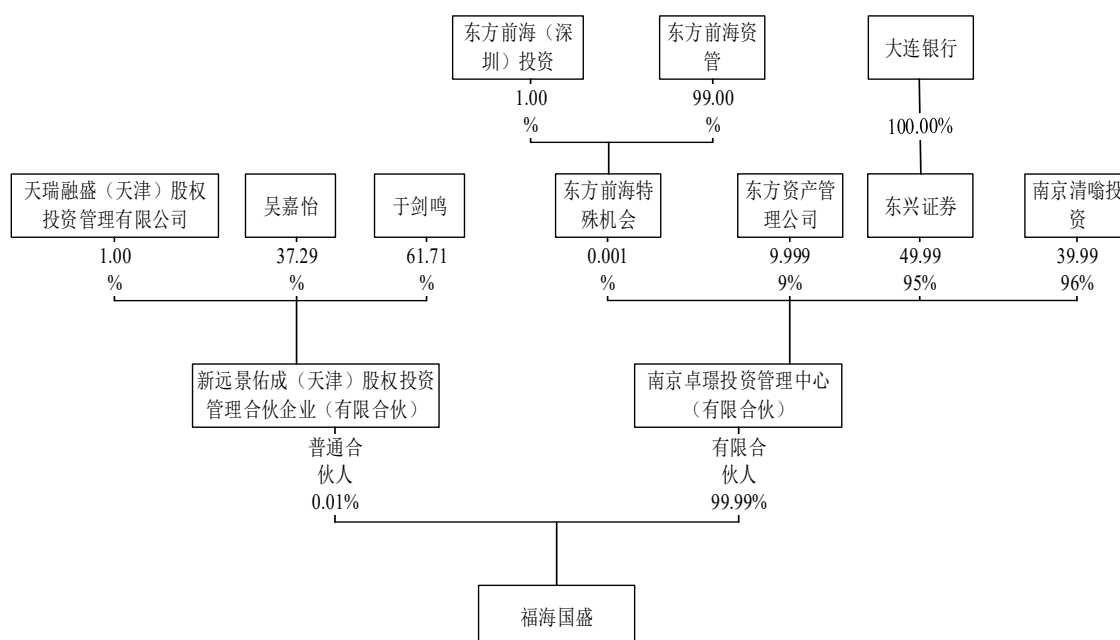 东方前海（深
圳）投资
东方前海资
管
大连银行
1.00
%
99.00
%
100.00%
天瑞融盛（天津）股权
投资管理有限公司
吴嘉怡
于剑鸣
东方前海特
殊机会
东方资产管
理公司
东兴证券
南京清嗡投
资
1.00
%
37.29
%
61.71
%
0.001
%
9.999
9%
49.99
95%
39.99
96%
新远景佑成（天津）股权投资
管理合伙企业（有限合伙）
南京卓璟投资管理中心
（有限合伙）
普通合
伙人
0.01%
有限合
伙人
99.99%
福海国盛